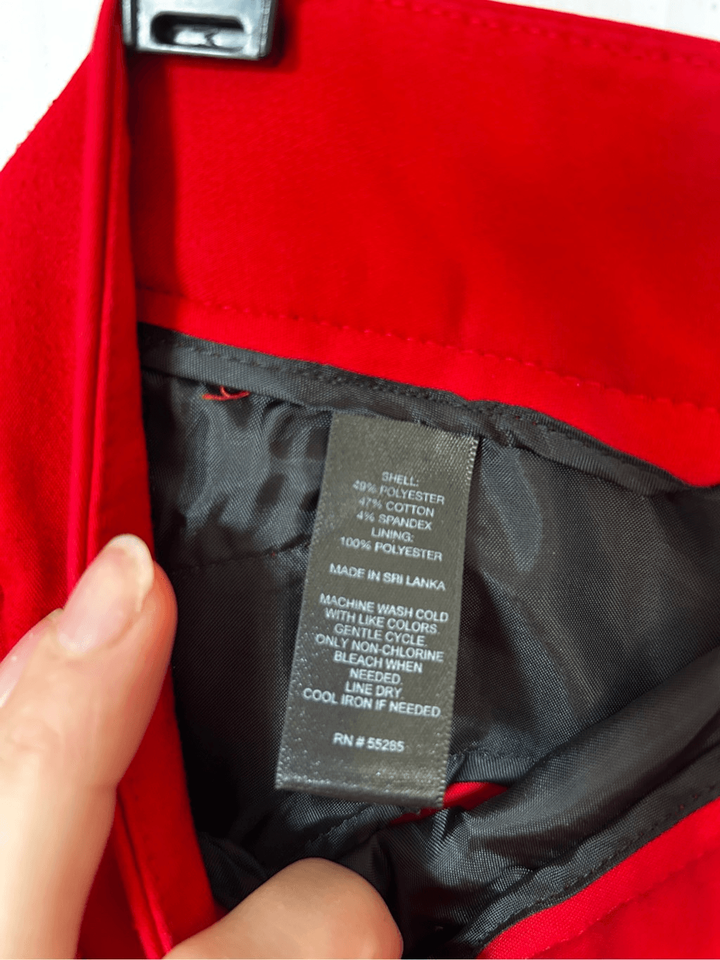 SHELL:
49% POLYESTER
47% COTTON
4% SPANDEX
LINING:
100% POLYESTER
MADE IN SRI LANKA
MACHINE WASH COLD
WITH LIKE COLORS.
GENTLE CYCLE.
ONLY NON-CHLORINE
BLEACH WHEN
NEEDED.
LINE DRY.
COOL IRON IF NEEDED
RN # 55285